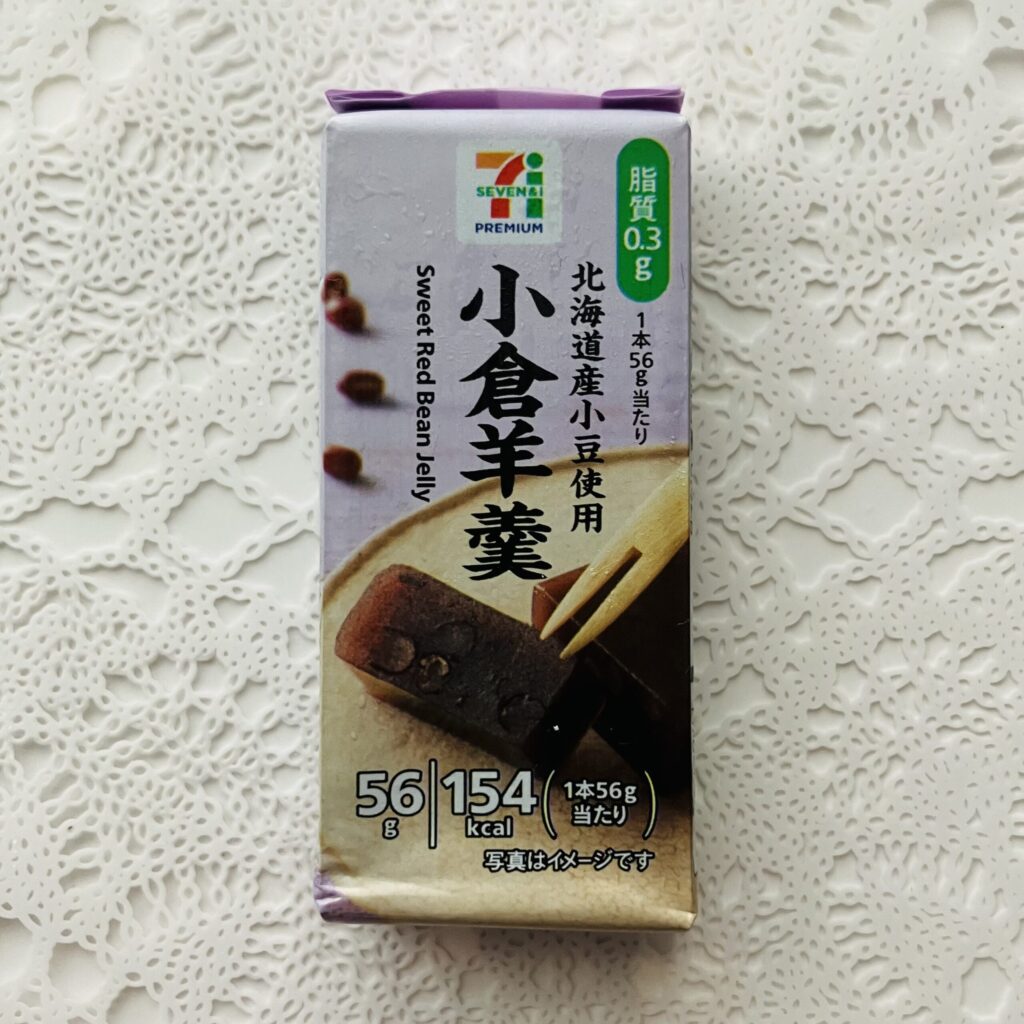 SEVEN&i
PREMIUM
脂質0.3g
1本56g当たり
北海道産小豆使用
小倉羊羹
Sweet Red Bean Jelly
56g
154kcal
(1本56g当たり)
写真はイメージです